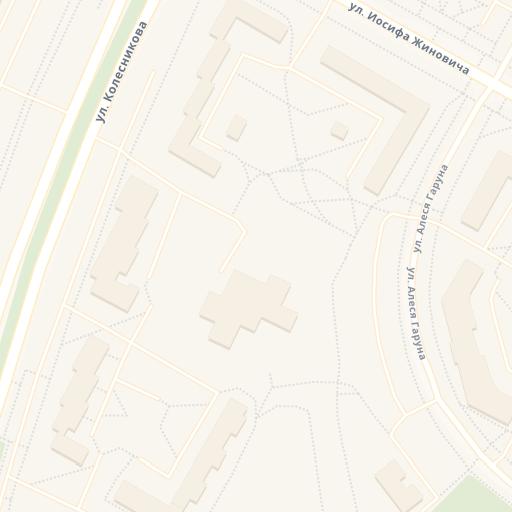 ул. Иосифа Жиновича
ул. Колесникова
ул. Алеся Гаруна
ул. Алеся Гаруна